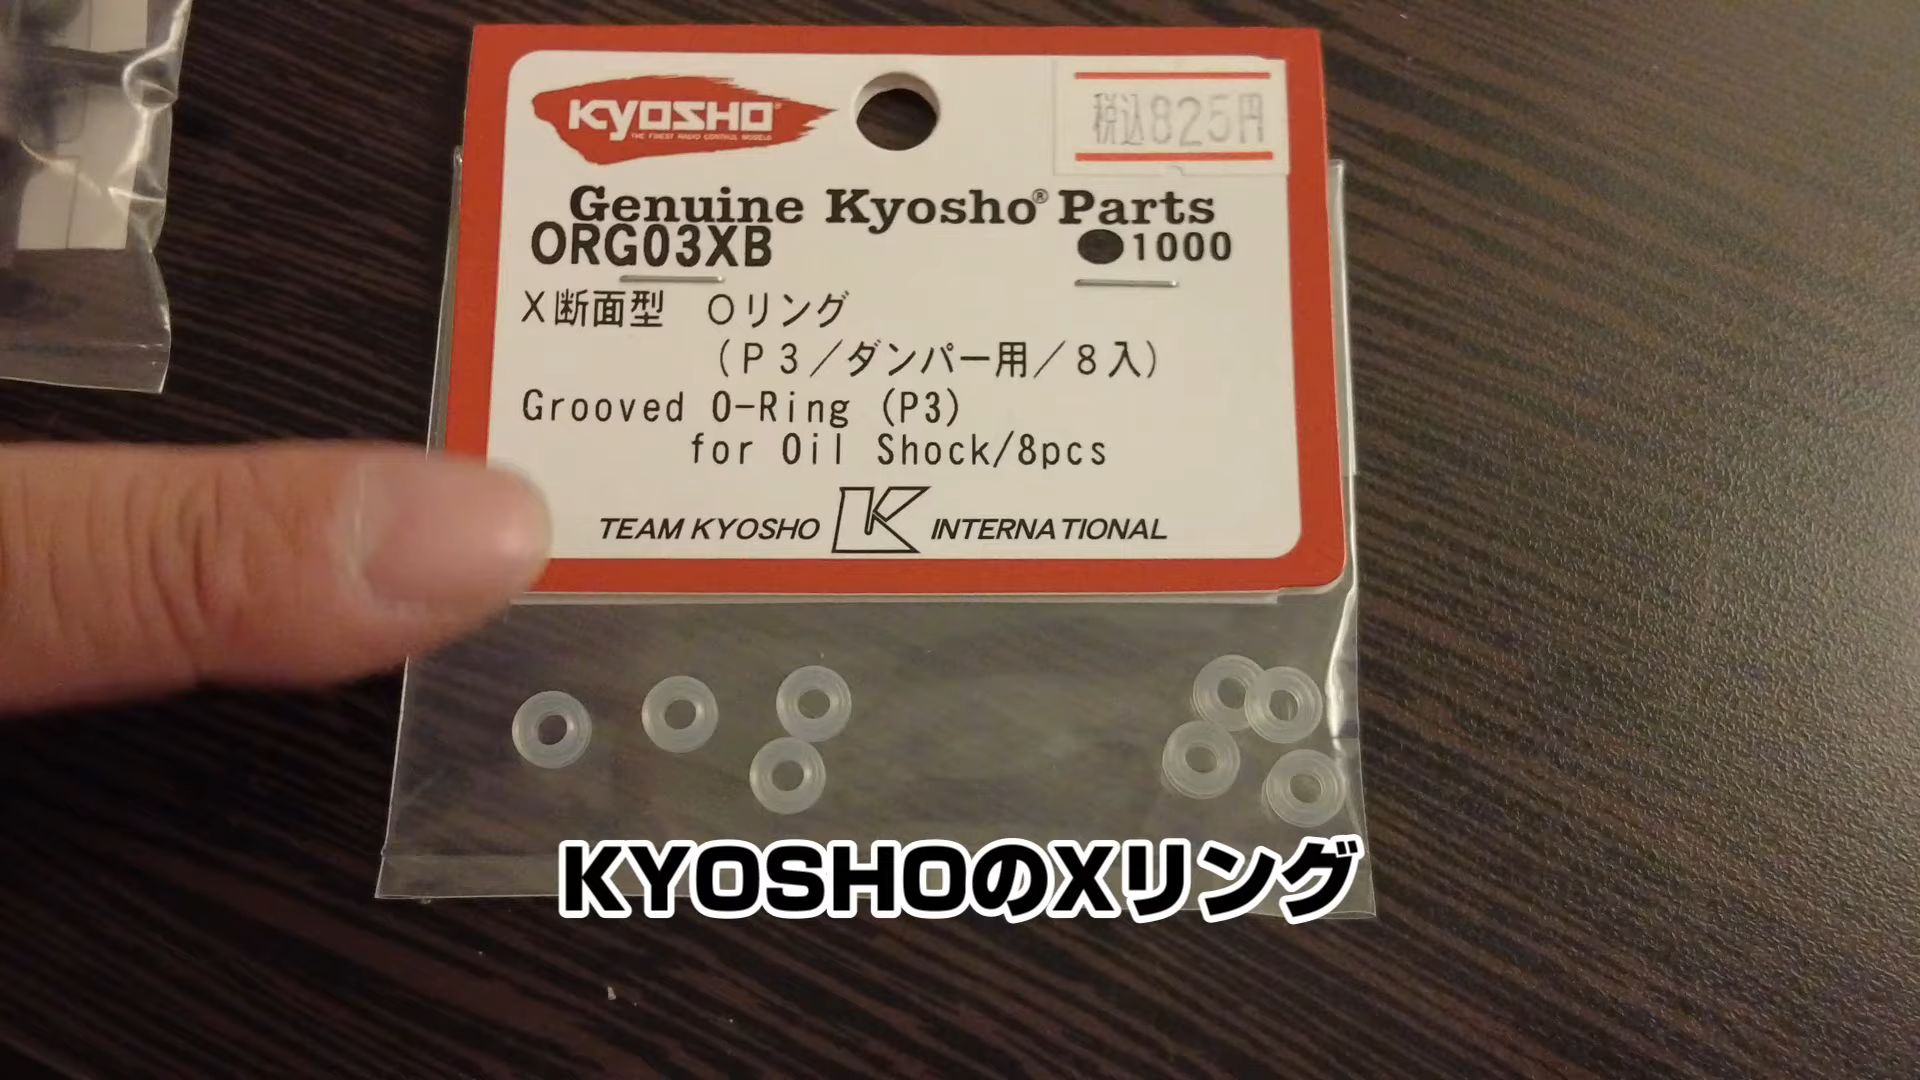 KYOSHO
THE FINEST RADIO CONTROL MODELS
税込825円
Genuine Kyosho® Parts
ORG03XB
●1000
X断面型 Oリング
(P3/ダンパー用/8入)
Grooved O-Ring (P3)
for Oil Shock/8pcs
TEAM KYOSHO K INTERNATIONAL
KYOSHOのXリング